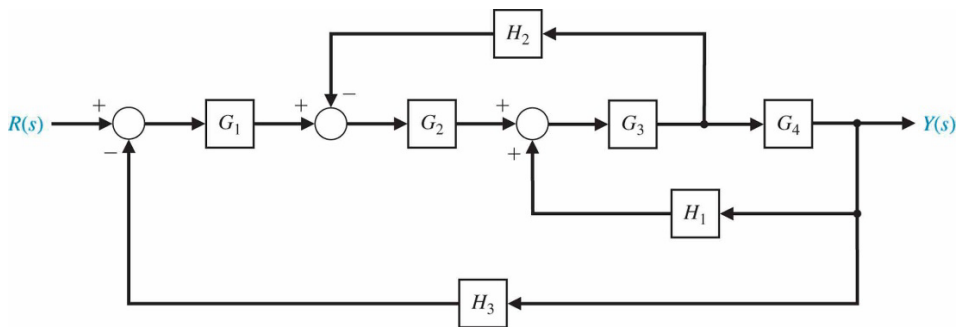 H2
− 
R(s) + G1 + G2 + G3 G4 Y(s)
− +
H1
H3